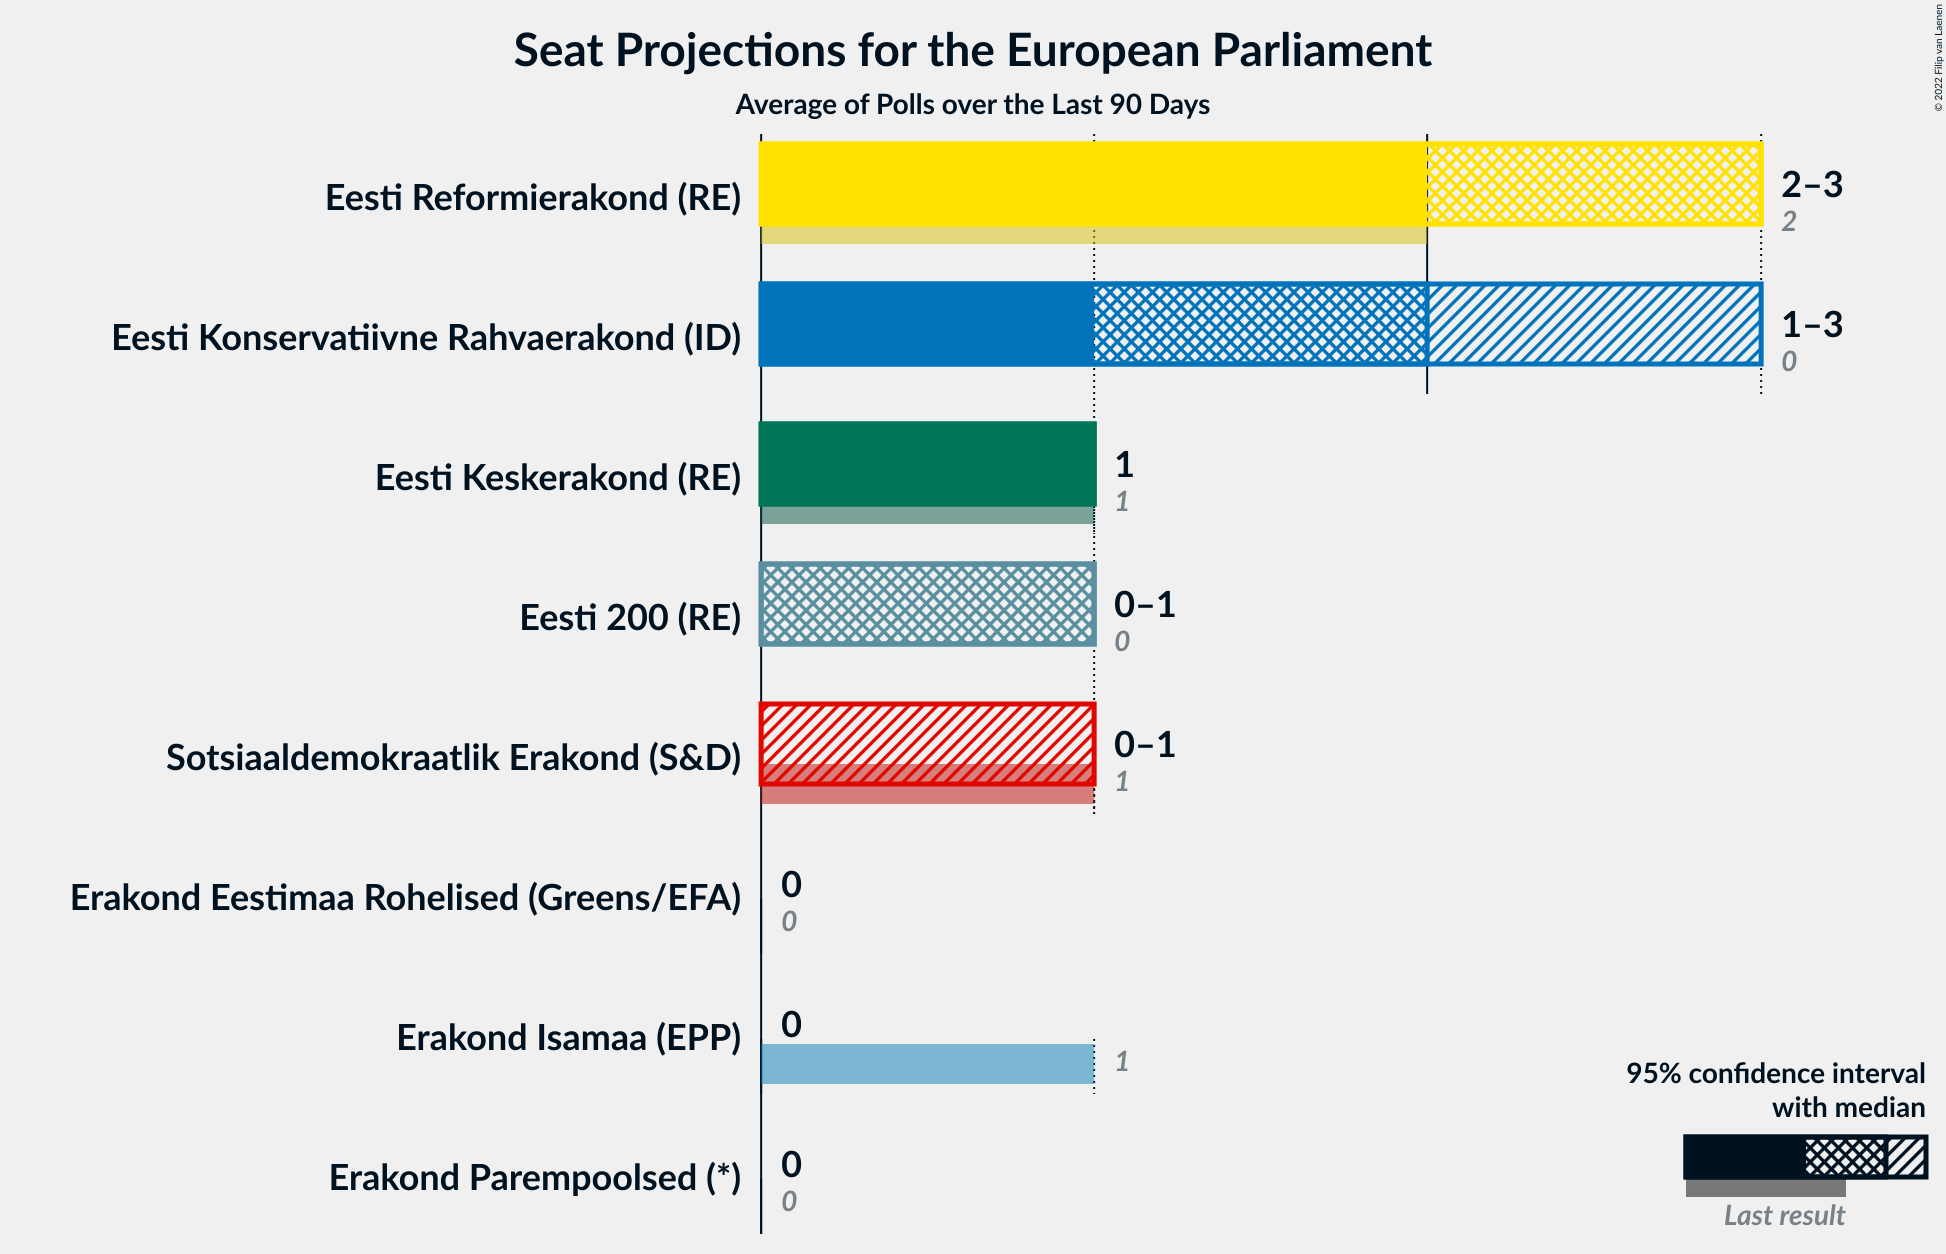 Seat Projections for the European Parliament
Average of Polls over the Last 90 Days
© 2022 Filip van Laenen
Eesti Reformierakond (RE)
2–3
2
Eesti Konservatiivne Rahvaerakond (ID)
1–3
0
Eesti Keskerakond (RE)
1
1
Eesti 200 (RE)
0–1
0
Sotsiaaldemokraatlik Erakond (S&D)
0–1
1
Erakond Eestimaa Rohelised (Greens/EFA)
0
0
Erakond Isamaa (EPP)
0
1
Erakond Parempoolsed (*)
0
0
95% confidence interval
with median
Last result